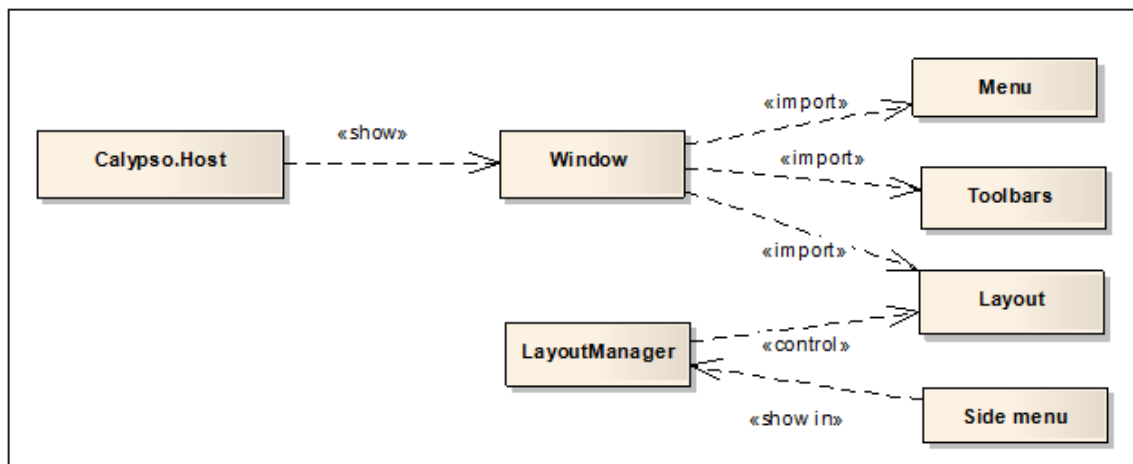 Menu
«import»
«show»
Calypso.Host
Window
«import»
Toolbars
«import»
Layout
LayoutManager
«control»
«show in»
Side menu